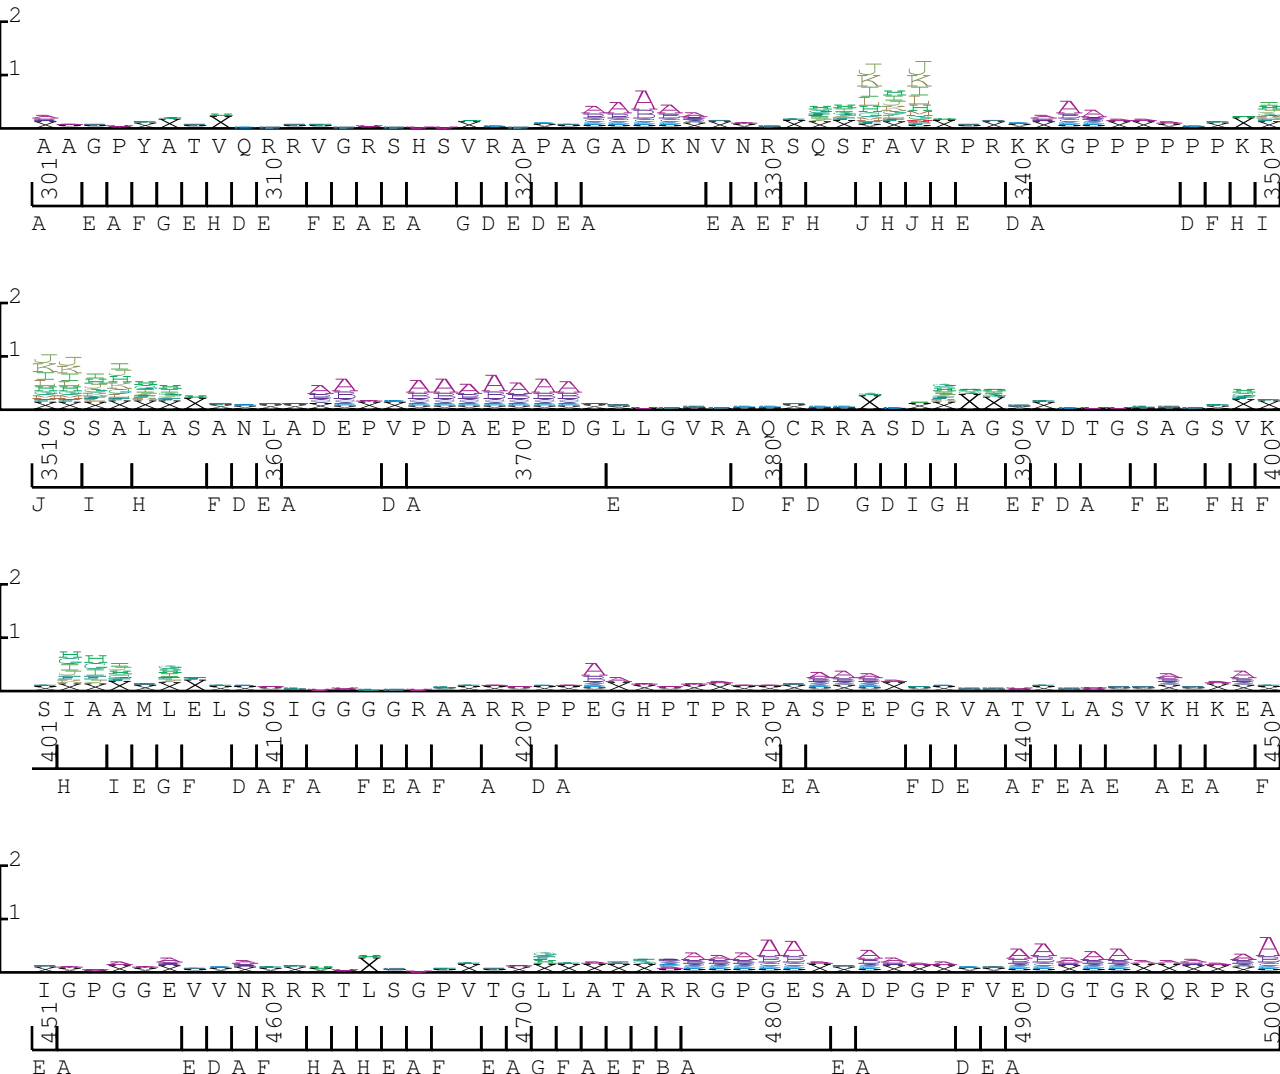 2
1
A A G P Y A T V Q R R V G R S H S V R A P A G A D K N V N R S Q S F A V R P R K K G P P P P P P K R
301 310 320 330 340 350
A E A F G E H D E F E A E A G D E D E A E A E F H J H J H E D A D F H I
2
1
S S S A L A S A N L A D E P V P D A E P E D G L L G V R A Q C R R A S D L A G S V D T G S A G S V K
351 360 370 380 390 400
J I H F D E A D A E D F D G D I G H E F D A F E F H F
2
1
S I A A M L E L S S I G G G G R A A R R P P E G H P T P R P A S P E P G R V A T V L A S V K H K E A
401 410 420 430 440 450
H I E G F D A F A F E A F A D A E A F D E A F E A E A E A F
2
1
I G P G G E V V N R R R T L S G P V T G L L A T A R R G P G E S A D P G P F V E D G T G R Q R P R G
451 460 470 480 490 500
E A E D A F H A H E A F E A G F A E F B A E A D E A